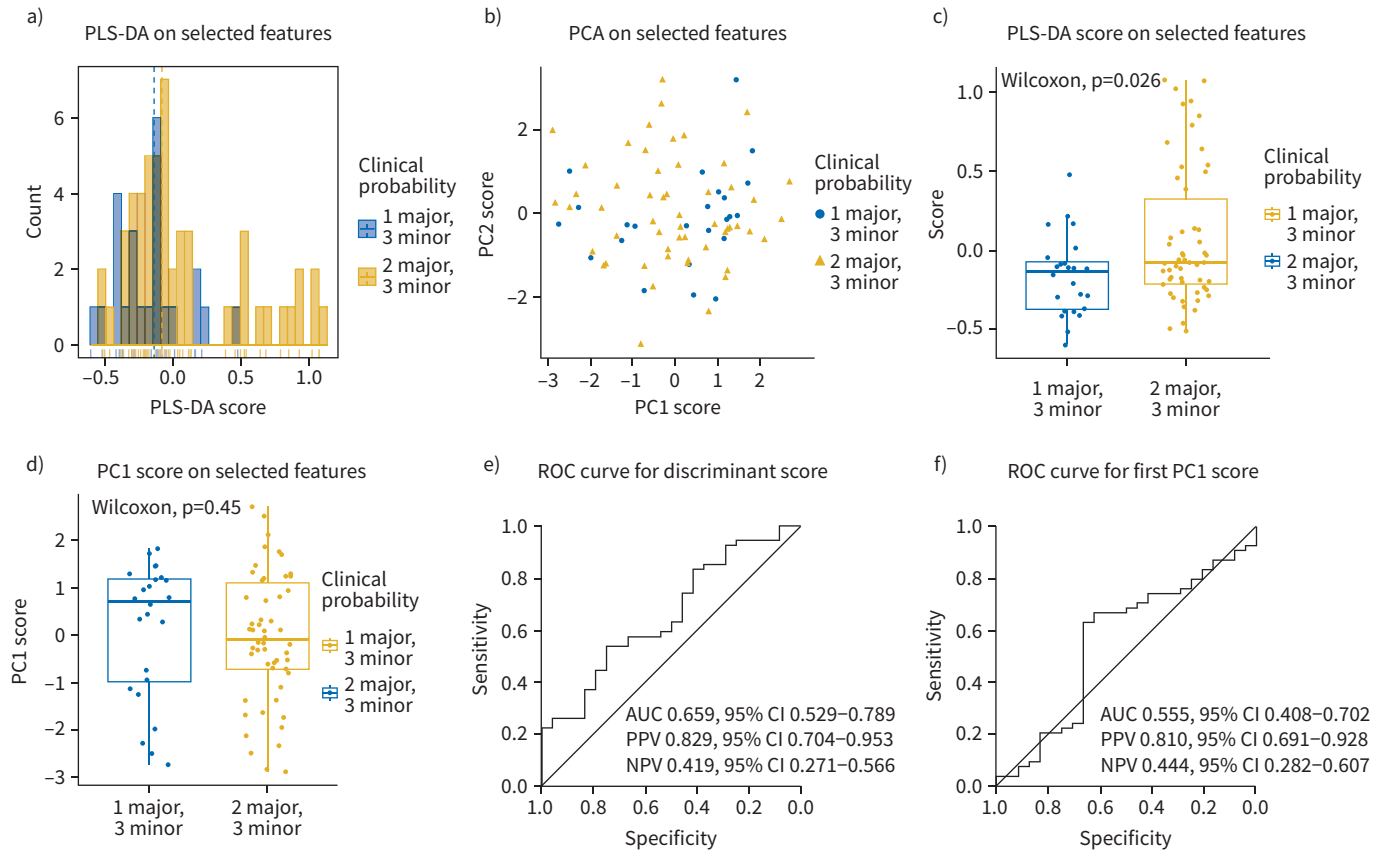 a)
PLS-DA on selected features
Count
6
4
2
0
−0.5
0.0
0.5
1.0
PLS-DA score
Clinical
probability
1 major,
3 minor
2 major,
3 minor
b)
PCA on selected features
PC2 score
2
0
−2
−3
−2
−1
0
1
2
PC1 score
Clinical
probability
1 major,
3 minor
2 major,
3 minor
c)
PLS-DA score on selected features
Wilcoxon, p=0.026
Score
1.0
0.5
0.0
−0.5
1 major,
3 minor
2 major,
3 minor
Clinical
probability
1 major,
3 minor
2 major,
3 minor
d)
PC1 score on selected features
Wilcoxon, p=0.45
PC1 score
2
1
0
−1
−2
−3
1 major,
3 minor
2 major,
3 minor
Clinical
probability
1 major,
3 minor
2 major,
3 minor
e)
ROC curve for discriminant score
Sensitivity
1.0
0.8
0.6
0.4
0.2
0.0
AUC 0.659, 95% CI 0.529−0.789
PPV 0.829, 95% CI 0.704−0.953
NPV 0.419, 95% CI 0.271−0.566
1.0
0.8
0.6
0.4
0.2
0.0
Specificity
f)
ROC curve for first PC1 score
Sensitivity
1.0
0.8
0.6
0.4
0.2
0.0
AUC 0.555, 95% CI 0.408−0.702
PPV 0.810, 95% CI 0.691−0.928
NPV 0.444, 95% CI 0.282−0.607
1.0
0.8
0.6
0.4
0.2
0.0
Specificity